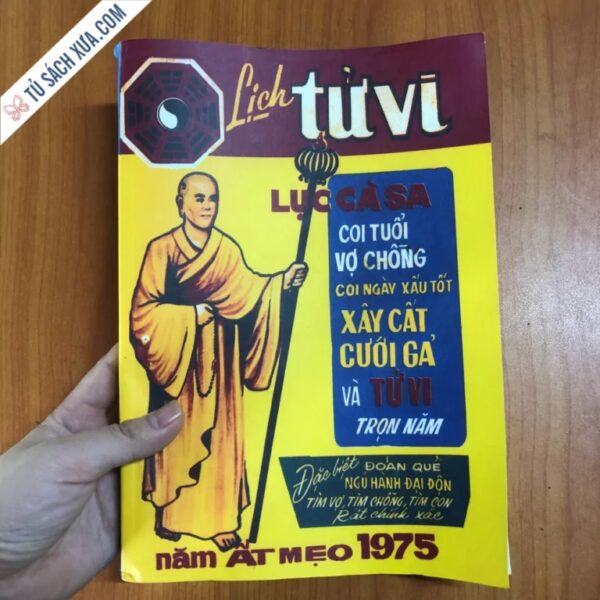 TỦ SÁCH XƯA.COM
Lịch tử vi
LỤC CÀ SA
COI TUỔI
VỢ CHỒNG
COI NGÀY XẤU TỐT
XÂY CẤT
CƯỚI GẢ
VÀ TỬ VI
TRỌN NĂM
Đặc biệt ĐOÁN QUẺ
NGŨ HÀNH ĐẠI ĐỘN
TÌM VỢ, TÌM CHỒNG, TÌM CON
Rất chính xác
năm ẤT MẸO 1975